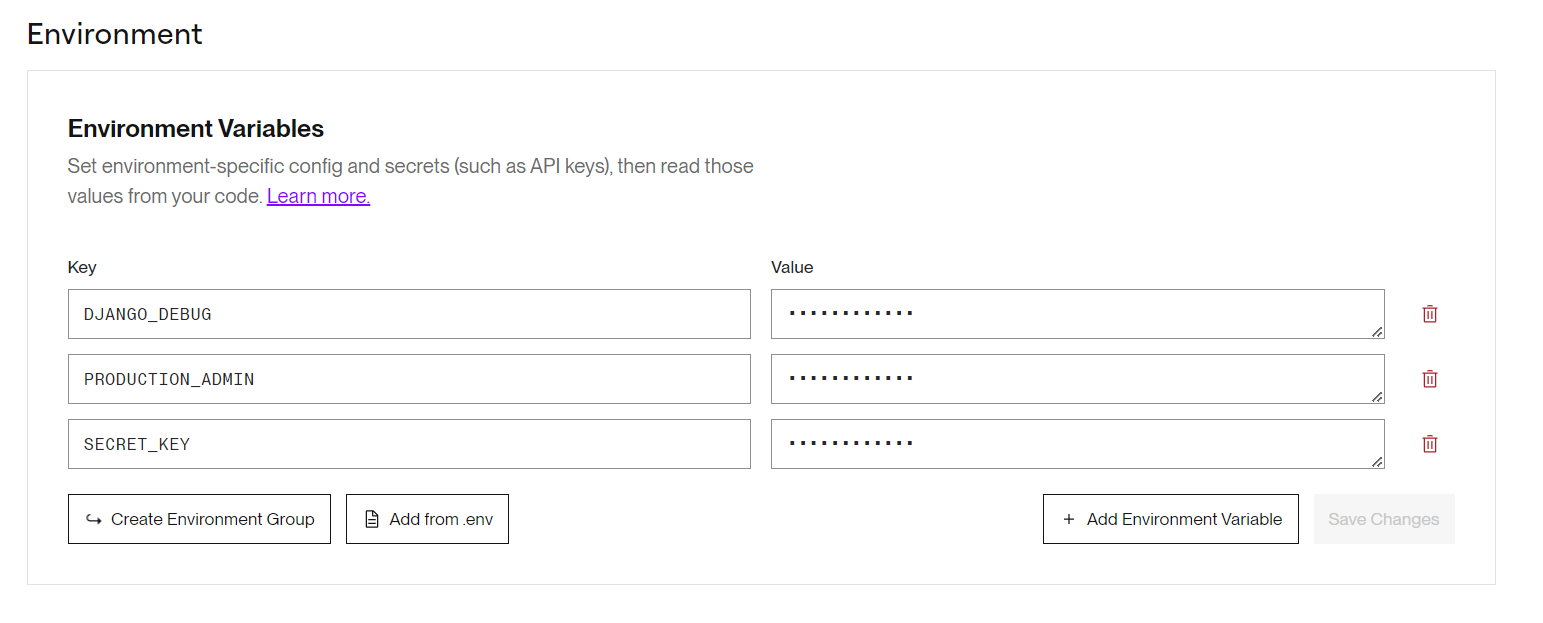 Environment
Environment Variables
Set environment-specific config and secrets (such as API keys), then read those
values from your code. Learn more.
Key Value
DJANGO_DEBUG ············
PRODUCTION_ADMIN ············
SECRET_KEY ············
Create Environment Group Add from .env + Add Environment Variable Save Changes